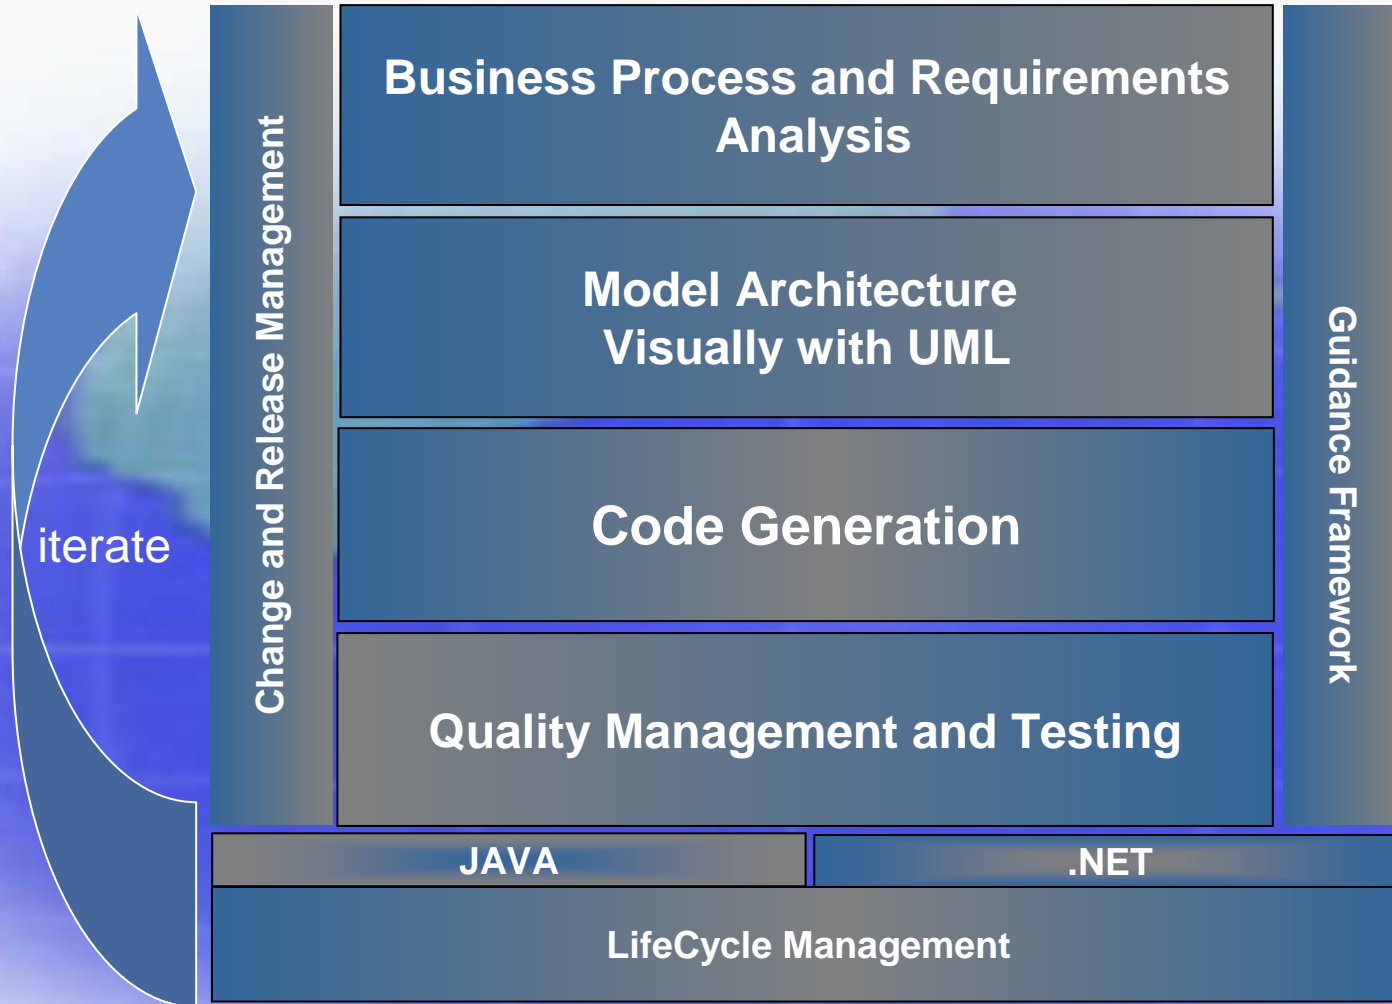 Business Process and Requirements
Analysis
Change and Release Management
Model Architecture
Visually with UML
Guidance Framework
Code Generation
iterate
Quality Management and Testing
JAVA
.NET
LifeCycle Management